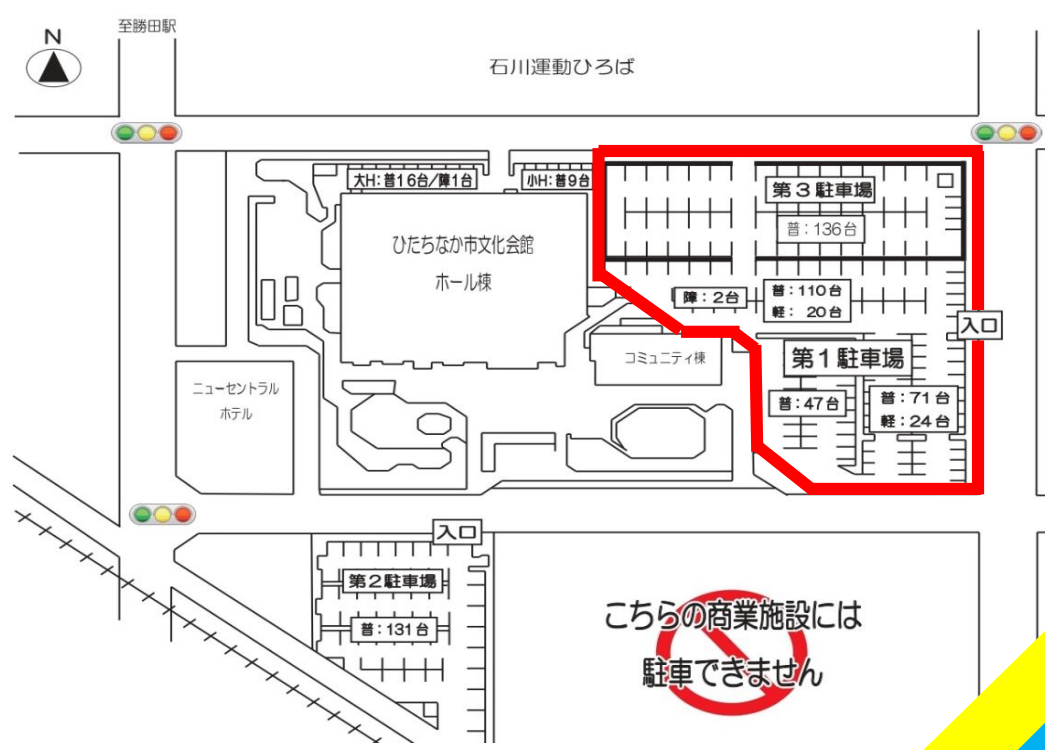 至勝田駅
N
石川運動ひろば
大H:普16台/障1台
小H:普9台
第3駐車場
普:136台
ひたちなか市文化会館
ホール棟
障:2台
普:110台
軽: 20台
入口
コミュニティ棟
第1駐車場
ニューセントラル
ホテル
普:47台
普:71台
軽:24台
入口
第2駐車場
普:131台
こちらの商業施設には
駐車できません